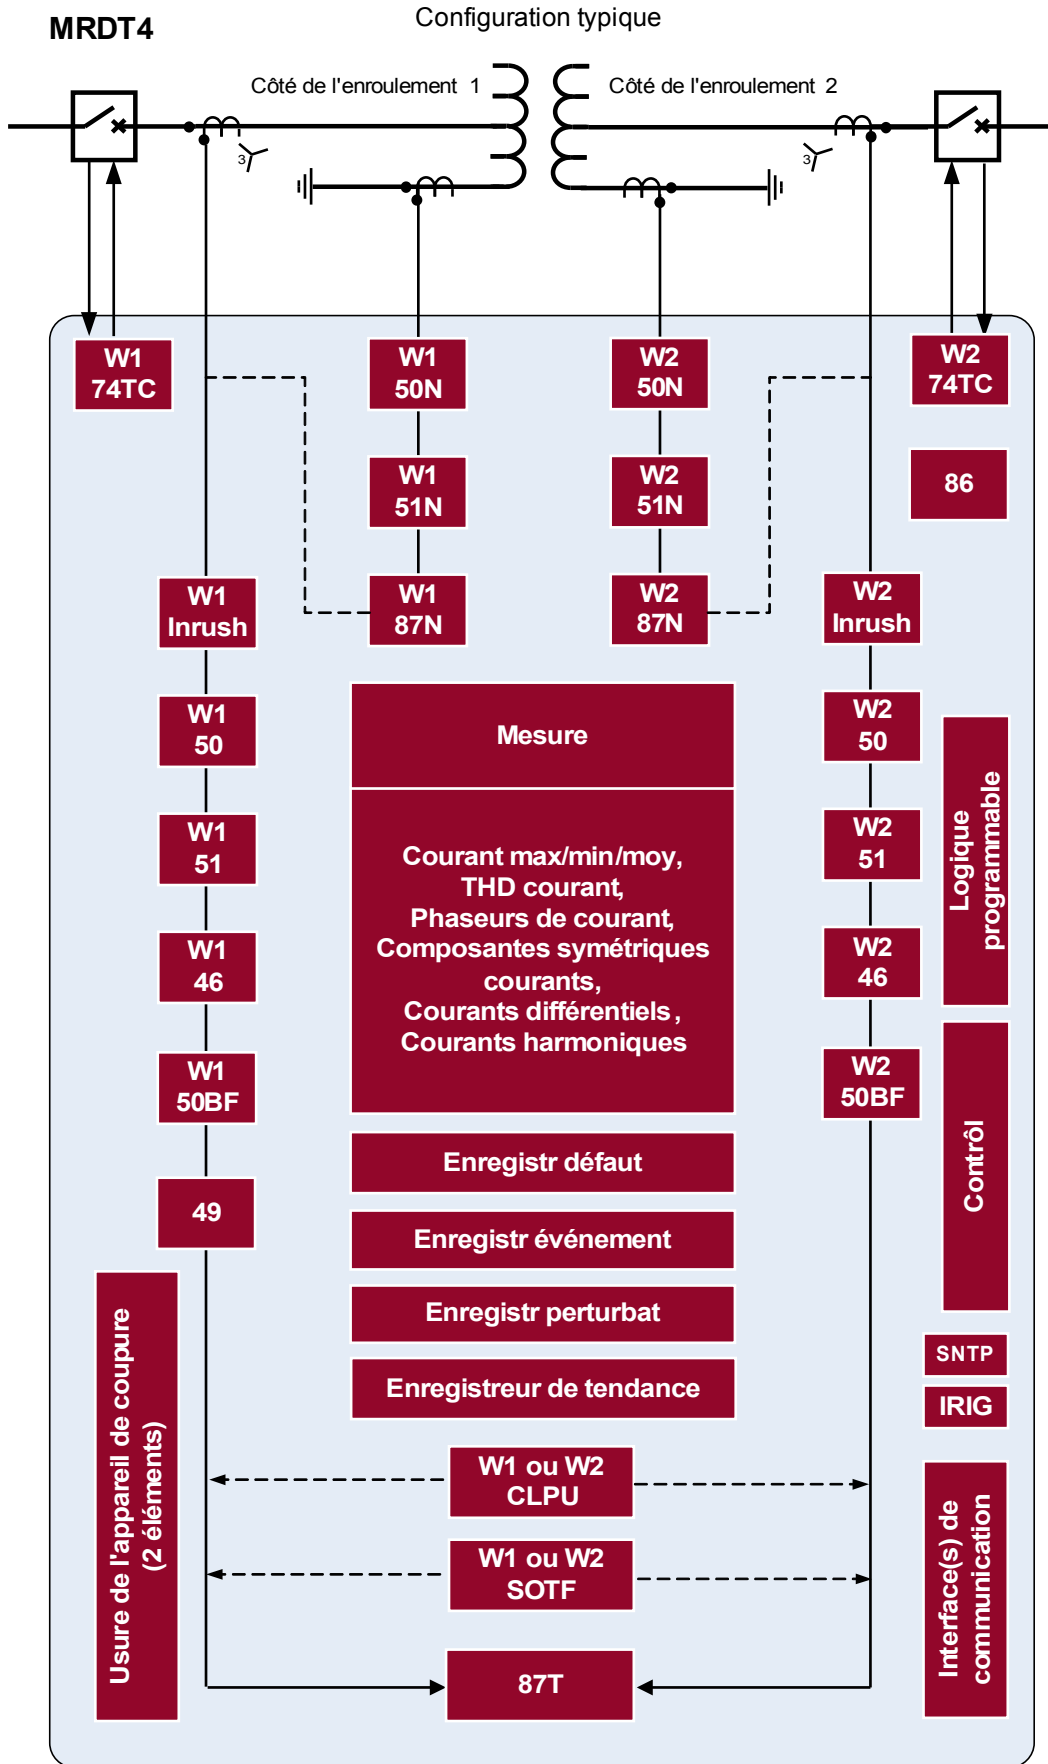 MRDT4
Configuration typique
Côté de l'enroulement 1
Côté de l'enroulement 2
3
3
W1
74TC
W1
50N
W2
50N
W2
74TC
W1
51N
W2
51N
86
W1
Inrush
W1
87N
W2
87N
W2
Inrush
W1
50
Mesure
W2
50
W1
51
Courant max/min/moy,
THD courant,
Phaseurs de courant,
Composantes symétriques
courants,
Courants différentiels,
Courants harmoniques
W2
51
Logique
programmable
W1
46
W2
46
W1
50BF
W2
50BF
Enregistr défaut
Contrôl
49
Enregistr événement
Enregistr perturbat
Usure de l'appareil de coupure
(2 éléments)
SNTP
Enregistreur de tendance
IRIG
W1 ou W2
CLPU
W1 ou W2
SOTF
Interface(s) de
communication
87T